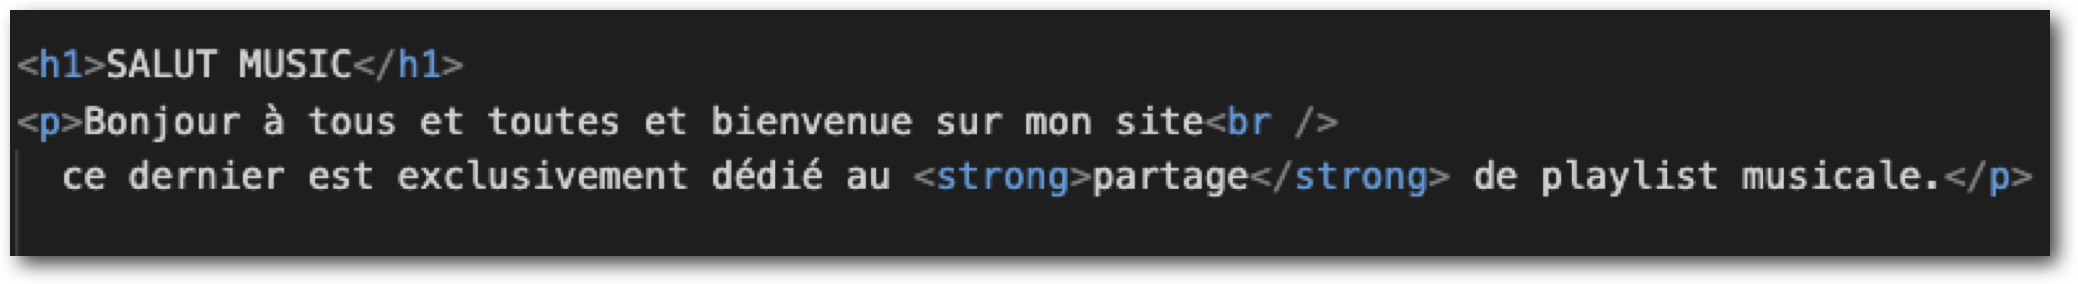 <h1>SALUT MUSIC</h1>
<p>Bonjour à tous et toutes et bienvenue sur mon site<br />
ce dernier est exclusivement dédié au <strong>partage</strong> de playlist musicale.</p>